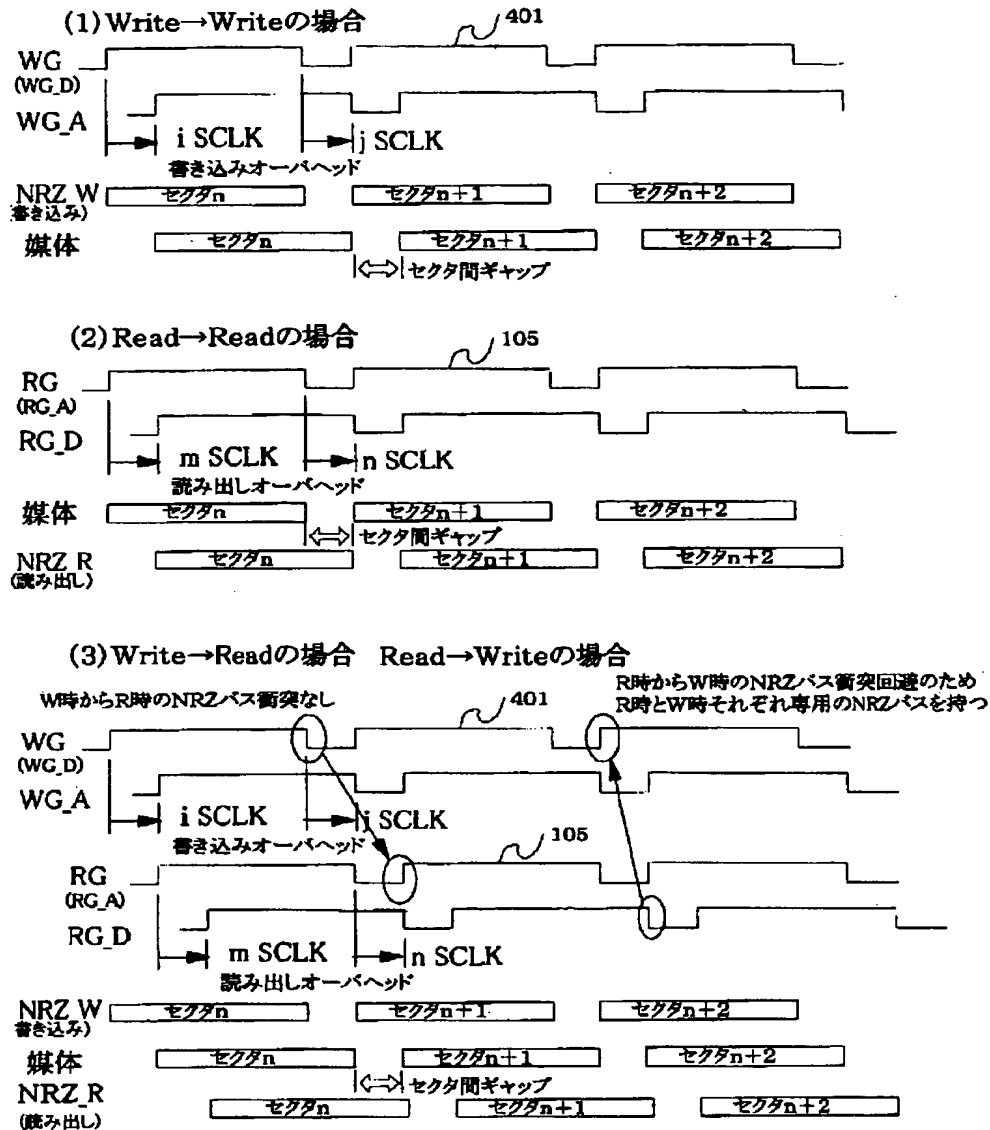 (1)Write→Writeの場合
401
WG
(WG_D)
WG_A
i SCLK
j SCLK
書き込みオーバヘッド
NRZ_W
書き込み)
セクタn
セクタn+1
セクタn+2
媒体
セクタn
セクタn+1
セクタn+2
セクタ間ギャップ
(2)Read→Readの場合
105
RG
(RG_A)
RG_D
m SCLK
n SCLK
読み出しオーバヘッド
媒体
セクタn
セクタn+1
セクタn+2
セクタ間ギャップ
NRZ_R
(読み出し)
セクタn
セクタn+1
セクタn+2
(3)Write→Readの場合 Read→Writeの場合
W時からR時のNRZバス衝突なし
R時からW時のNRZバス衝突回避のため
R時とW時それぞれ専用のNRZバスを持つ
401
WG
(WG_D)
WG_A
i SCLK
j SCLK
書き込みオーバヘッド
105
RG
(RG_A)
RG_D
m SCLK
n SCLK
読み出しオーバヘッド
NRZ_W
書き込み)
セクタn
セクタn+1
セクタn+2
媒体
セクタn
セクタn+1
セクタn+2
セクタ間ギャップ
NRZ_R
(読み出し)
セクタn
セクタn+1
セクタn+2